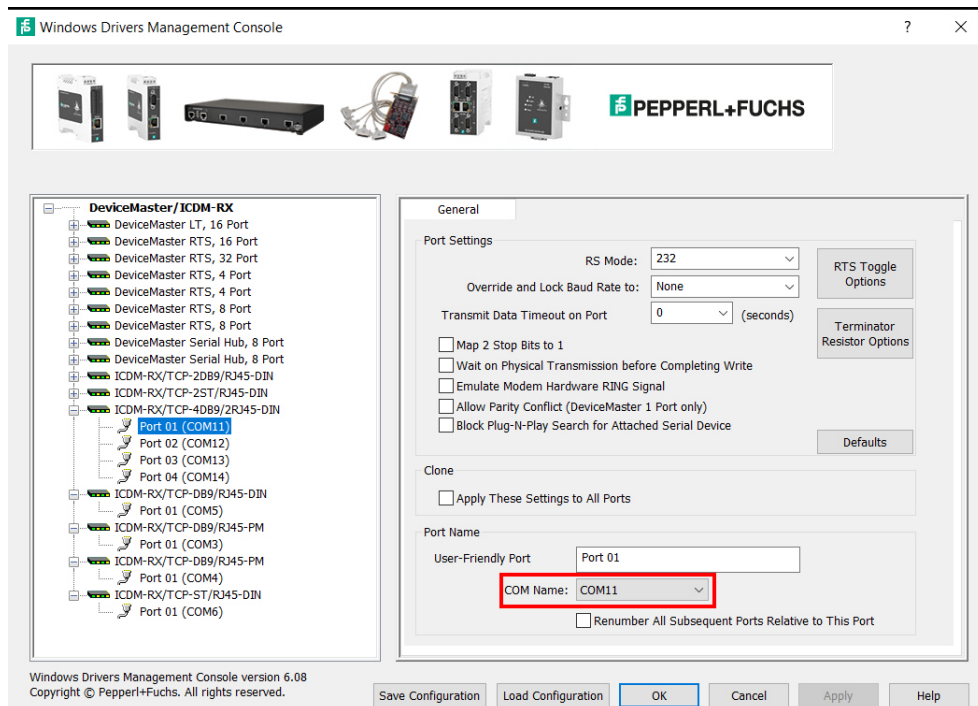 Windows Drivers Management Console
PEPPERL+FUCHS
DeviceMaster/ICDM-RX
DeviceMaster LT, 16 Port
DeviceMaster RTS, 16 Port
DeviceMaster RTS, 32 Port
DeviceMaster RTS, 4 Port
DeviceMaster RTS, 4 Port
DeviceMaster RTS, 8 Port
DeviceMaster RTS, 8 Port
DeviceMaster Serial Hub, 8 Port
DeviceMaster Serial Hub, 8 Port
ICDM-RX/TCP-2DB9/RJ45-DIN
ICDM-RX/TCP-2ST/RJ45-DIN
ICDM-RX/TCP-4DB9/2RJ45-DIN
Port 01 (COM11)
Port 02 (COM12)
Port 03 (COM13)
Port 04 (COM14)
ICDM-RX/TCP-DB9/RJ45-DIN
Port 01 (COM5)
ICDM-RX/TCP-DB9/RJ45-PM
Port 01 (COM3)
ICDM-RX/TCP-DB9/RJ45-PM
Port 01 (COM4)
ICDM-RX/TCP-ST/RJ45-DIN
Port 01 (COM6)
General
Port Settings
RS Mode: 232
Override and Lock Baud Rate to: None
Transmit Data Timeout on Port 0 (seconds)
Map 2 Stop Bits to 1
Wait on Physical Transmission before Completing Write
Emulate Modem Hardware RING Signal
Allow Parity Conflict (DeviceMaster 1 Port only)
Block Plug-N-Play Search for Attached Serial Device
RTS Toggle
Options
Terminator
Resistor Options
Defaults
Clone
Apply These Settings to All Ports
Port Name
User-Friendly Port Port 01
COM Name: COM11
Renumber All Subsequent Ports Relative to This Port
Windows Drivers Management Console version 6.08
Copyright © Pepperl+Fuchs. All rights reserved.
Save Configuration Load Configuration OK Cancel Apply Help